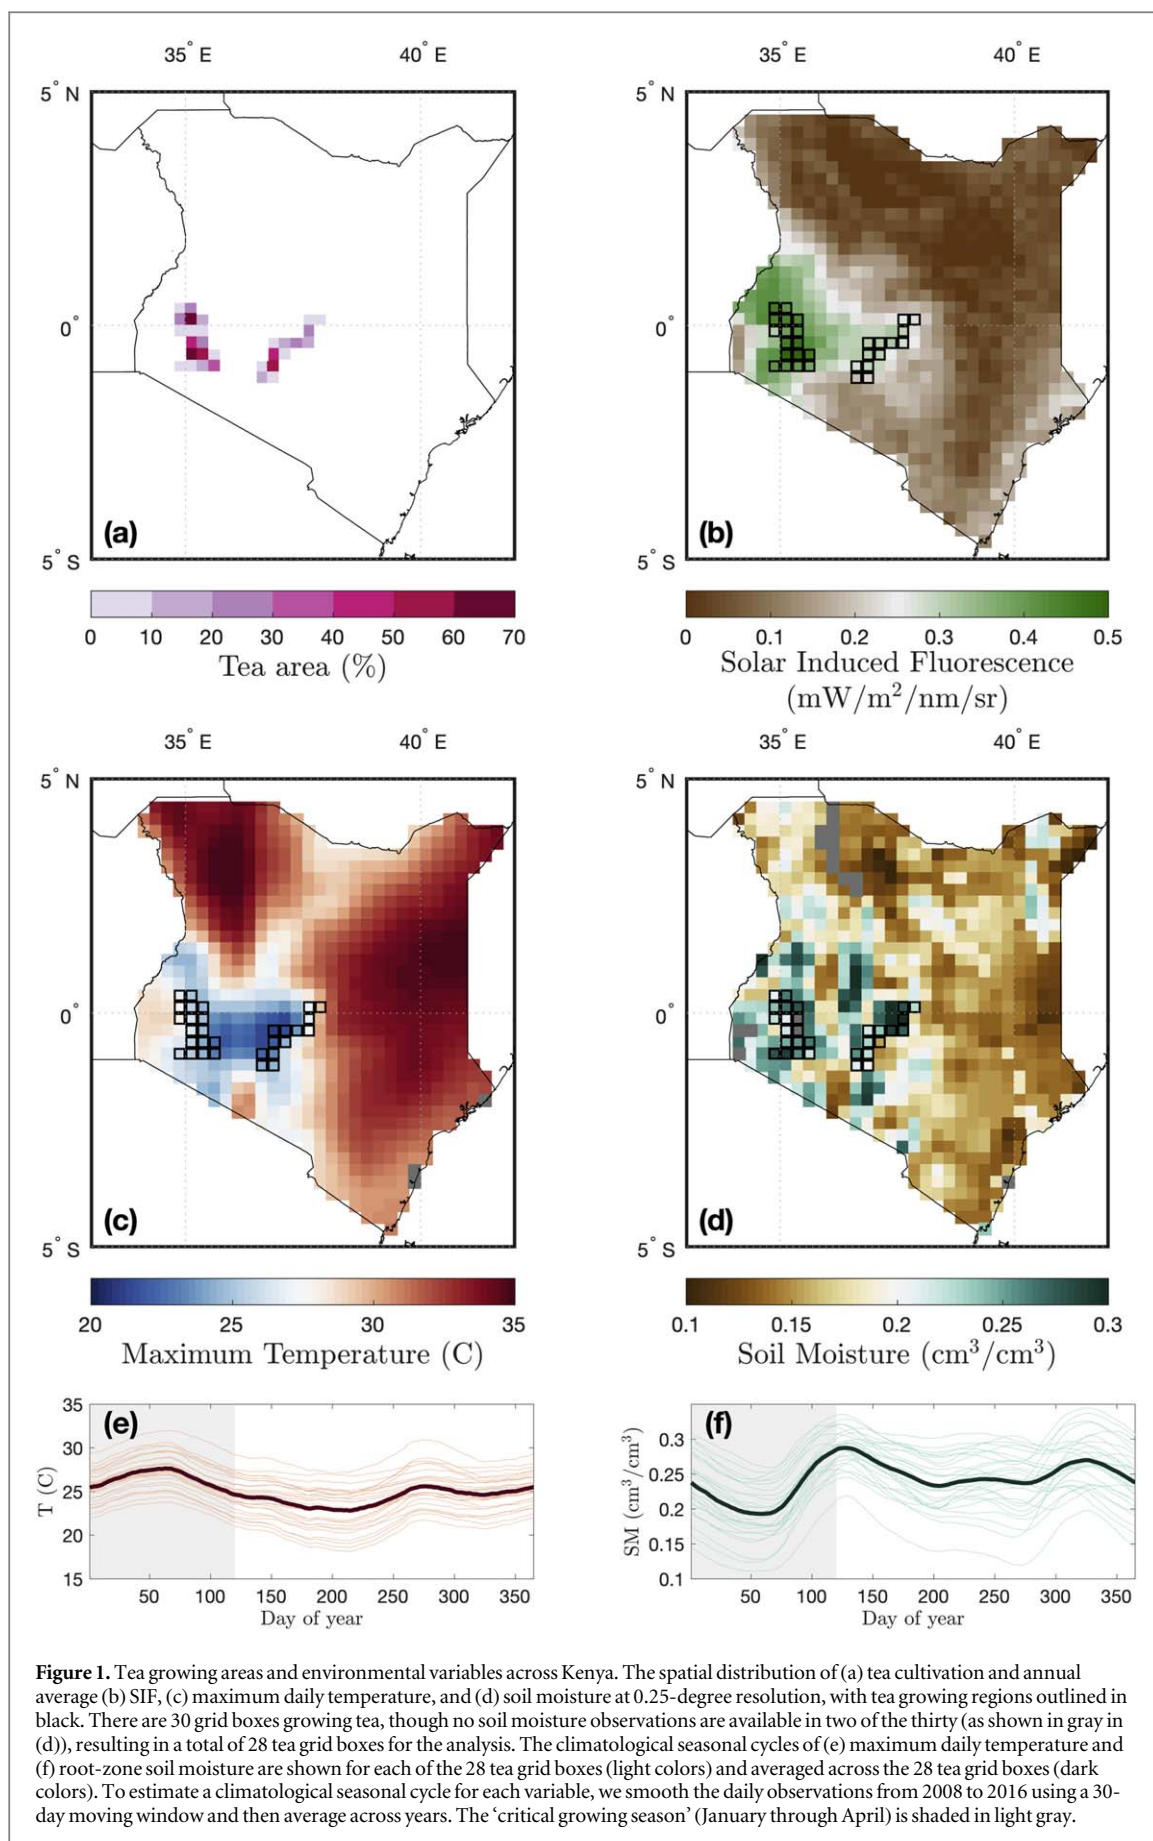 35° E 40° E
35° E 40° E
5° N
0°
5° S
(a)
5° N
0°
5° S
(b)
0 10 20 30 40 50 60 70
Tea area (%)
0 0.1 0.2 0.3 0.4 0.5
Solar Induced Fluorescence
(mW/m²/nm/sr)
35° E 40° E
35° E 40° E
5° N
0°
5° S
(c)
5° N
0°
5° S
(d)
20 25 30 35
Maximum Temperature (C)
0.1 0.15 0.2 0.25 0.3
Soil Moisture (cm³/cm³)
(e)
T (C)
35
30
25
20
15
50 100 150 200 250 300 350
Day of year
(f)
SM (cm³/cm³)
0.3
0.25
0.2
0.15
0.1
50 100 150 200 250 300 350
Day of year
Figure 1. Tea growing areas and environmental variables across Kenya. The spatial distribution of (a) tea cultivation and annual
average (b) SIF, (c) maximum daily temperature, and (d) soil moisture at 0.25-degree resolution, with tea growing regions outlined in
black. There are 30 grid boxes growing tea, though no soil moisture observations are available in two of the thirty (as shown in gray in
(d)), resulting in a total of 28 tea grid boxes for the analysis. The climatological seasonal cycles of (e) maximum daily temperature and
(f) root-zone soil moisture are shown for each of the 28 tea grid boxes (light colors) and averaged across the 28 tea grid boxes (dark
colors). To estimate a climatological seasonal cycle for each variable, we smooth the daily observations from 2008 to 2016 using a 30-
day moving window and then average across years. The ‘critical growing season’ (January through April) is shaded in light gray.